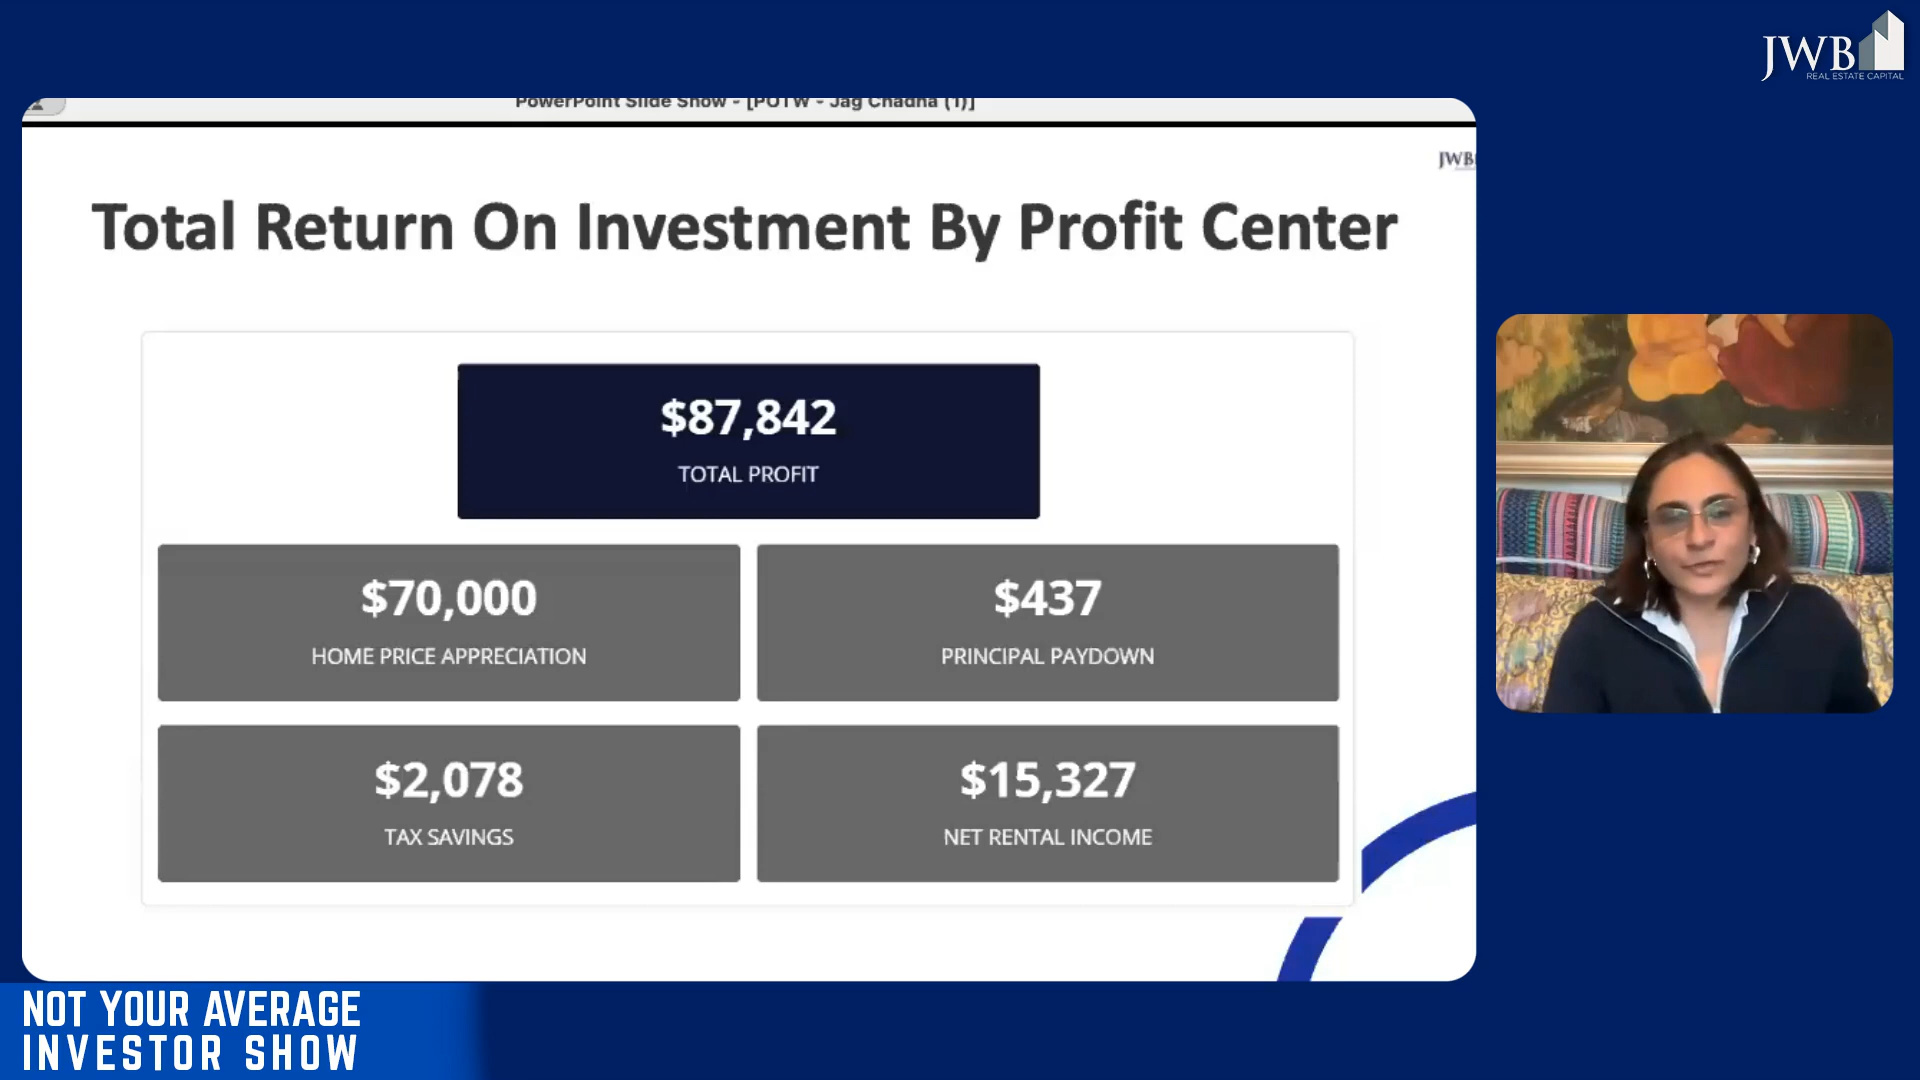 JWB
REAL ESTATE CAPITAL
PowerPoint Slide Show - [POTW - Jag Chadha (1)]
JWB
Total Return On Investment By Profit Center
$87,842
TOTAL PROFIT
$70,000
HOME PRICE APPRECIATION
$437
PRINCIPAL PAYDOWN
$2,078
TAX SAVINGS
$15,327
NET RENTAL INCOME
NOT YOUR AVERAGE
INVESTOR SHOW